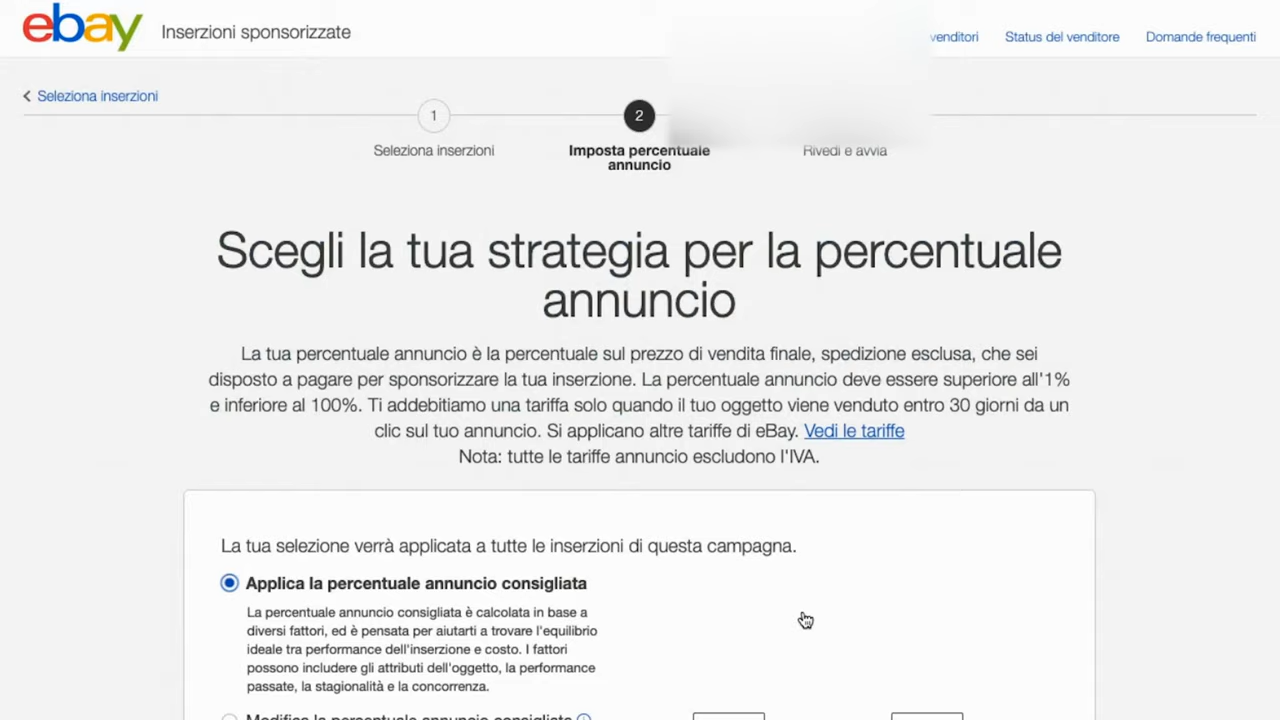 ebay Inserzioni sponsorizzate
venditori Status del venditore Domande frequenti
Seleziona inserzioni
1 2
Seleziona inserzioni Imposta percentuale annuncio Rivedi e avvia
Scegli la tua strategia per la percentuale
annuncio
La tua percentuale annuncio è la percentuale sul prezzo di vendita finale, spedizione esclusa, che sei
disposto a pagare per sponsorizzare la tua inserzione. La percentuale annuncio deve essere superiore all'1%
e inferiore al 100%. Ti addebitiamo una tariffa solo quando il tuo oggetto viene venduto entro 30 giorni da un
clic sul tuo annuncio. Si applicano altre tariffe di eBay. Vedi le tariffe
Nota: tutte le tariffe annuncio escludono l'IVA.
La tua selezione verrà applicata a tutte le inserzioni di questa campagna.
Applica la percentuale annuncio consigliata
La percentuale annuncio consigliata è calcolata in base a
diversi fattori, ed è pensata per aiutarti a trovare l'equilibrio
ideale tra performance dell'inserzione e costo. I fattori
possono includere gli attributi dell'oggetto, la performance
passate, la stagionalità e la concorrenza.
Modifica la percentuale annuncio consigliata